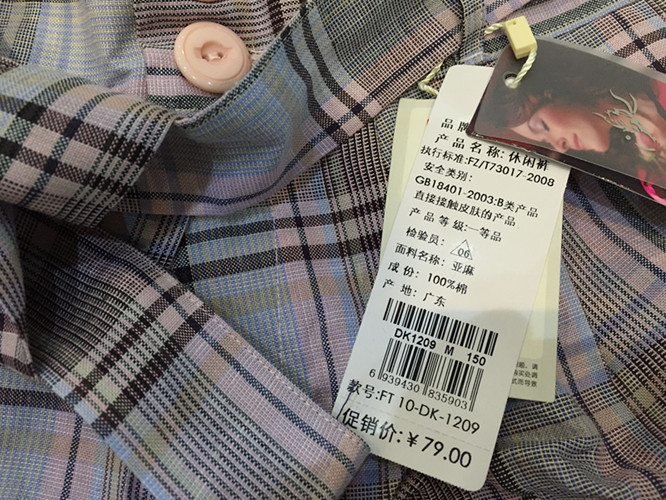 品牌
产品名称:休闲裤
执行标准:FZ/T73017-2008
安全类别:
GB18401-2003:B类产品
直接接触皮肤的产品
产品等级:一等品
检验员: 06
面料名称:亚麻
成份: 100%棉
产地: 广东
DK1209 M 150
6 939430 835903
款号:FT10-DK-1209
促销价:￥79.00